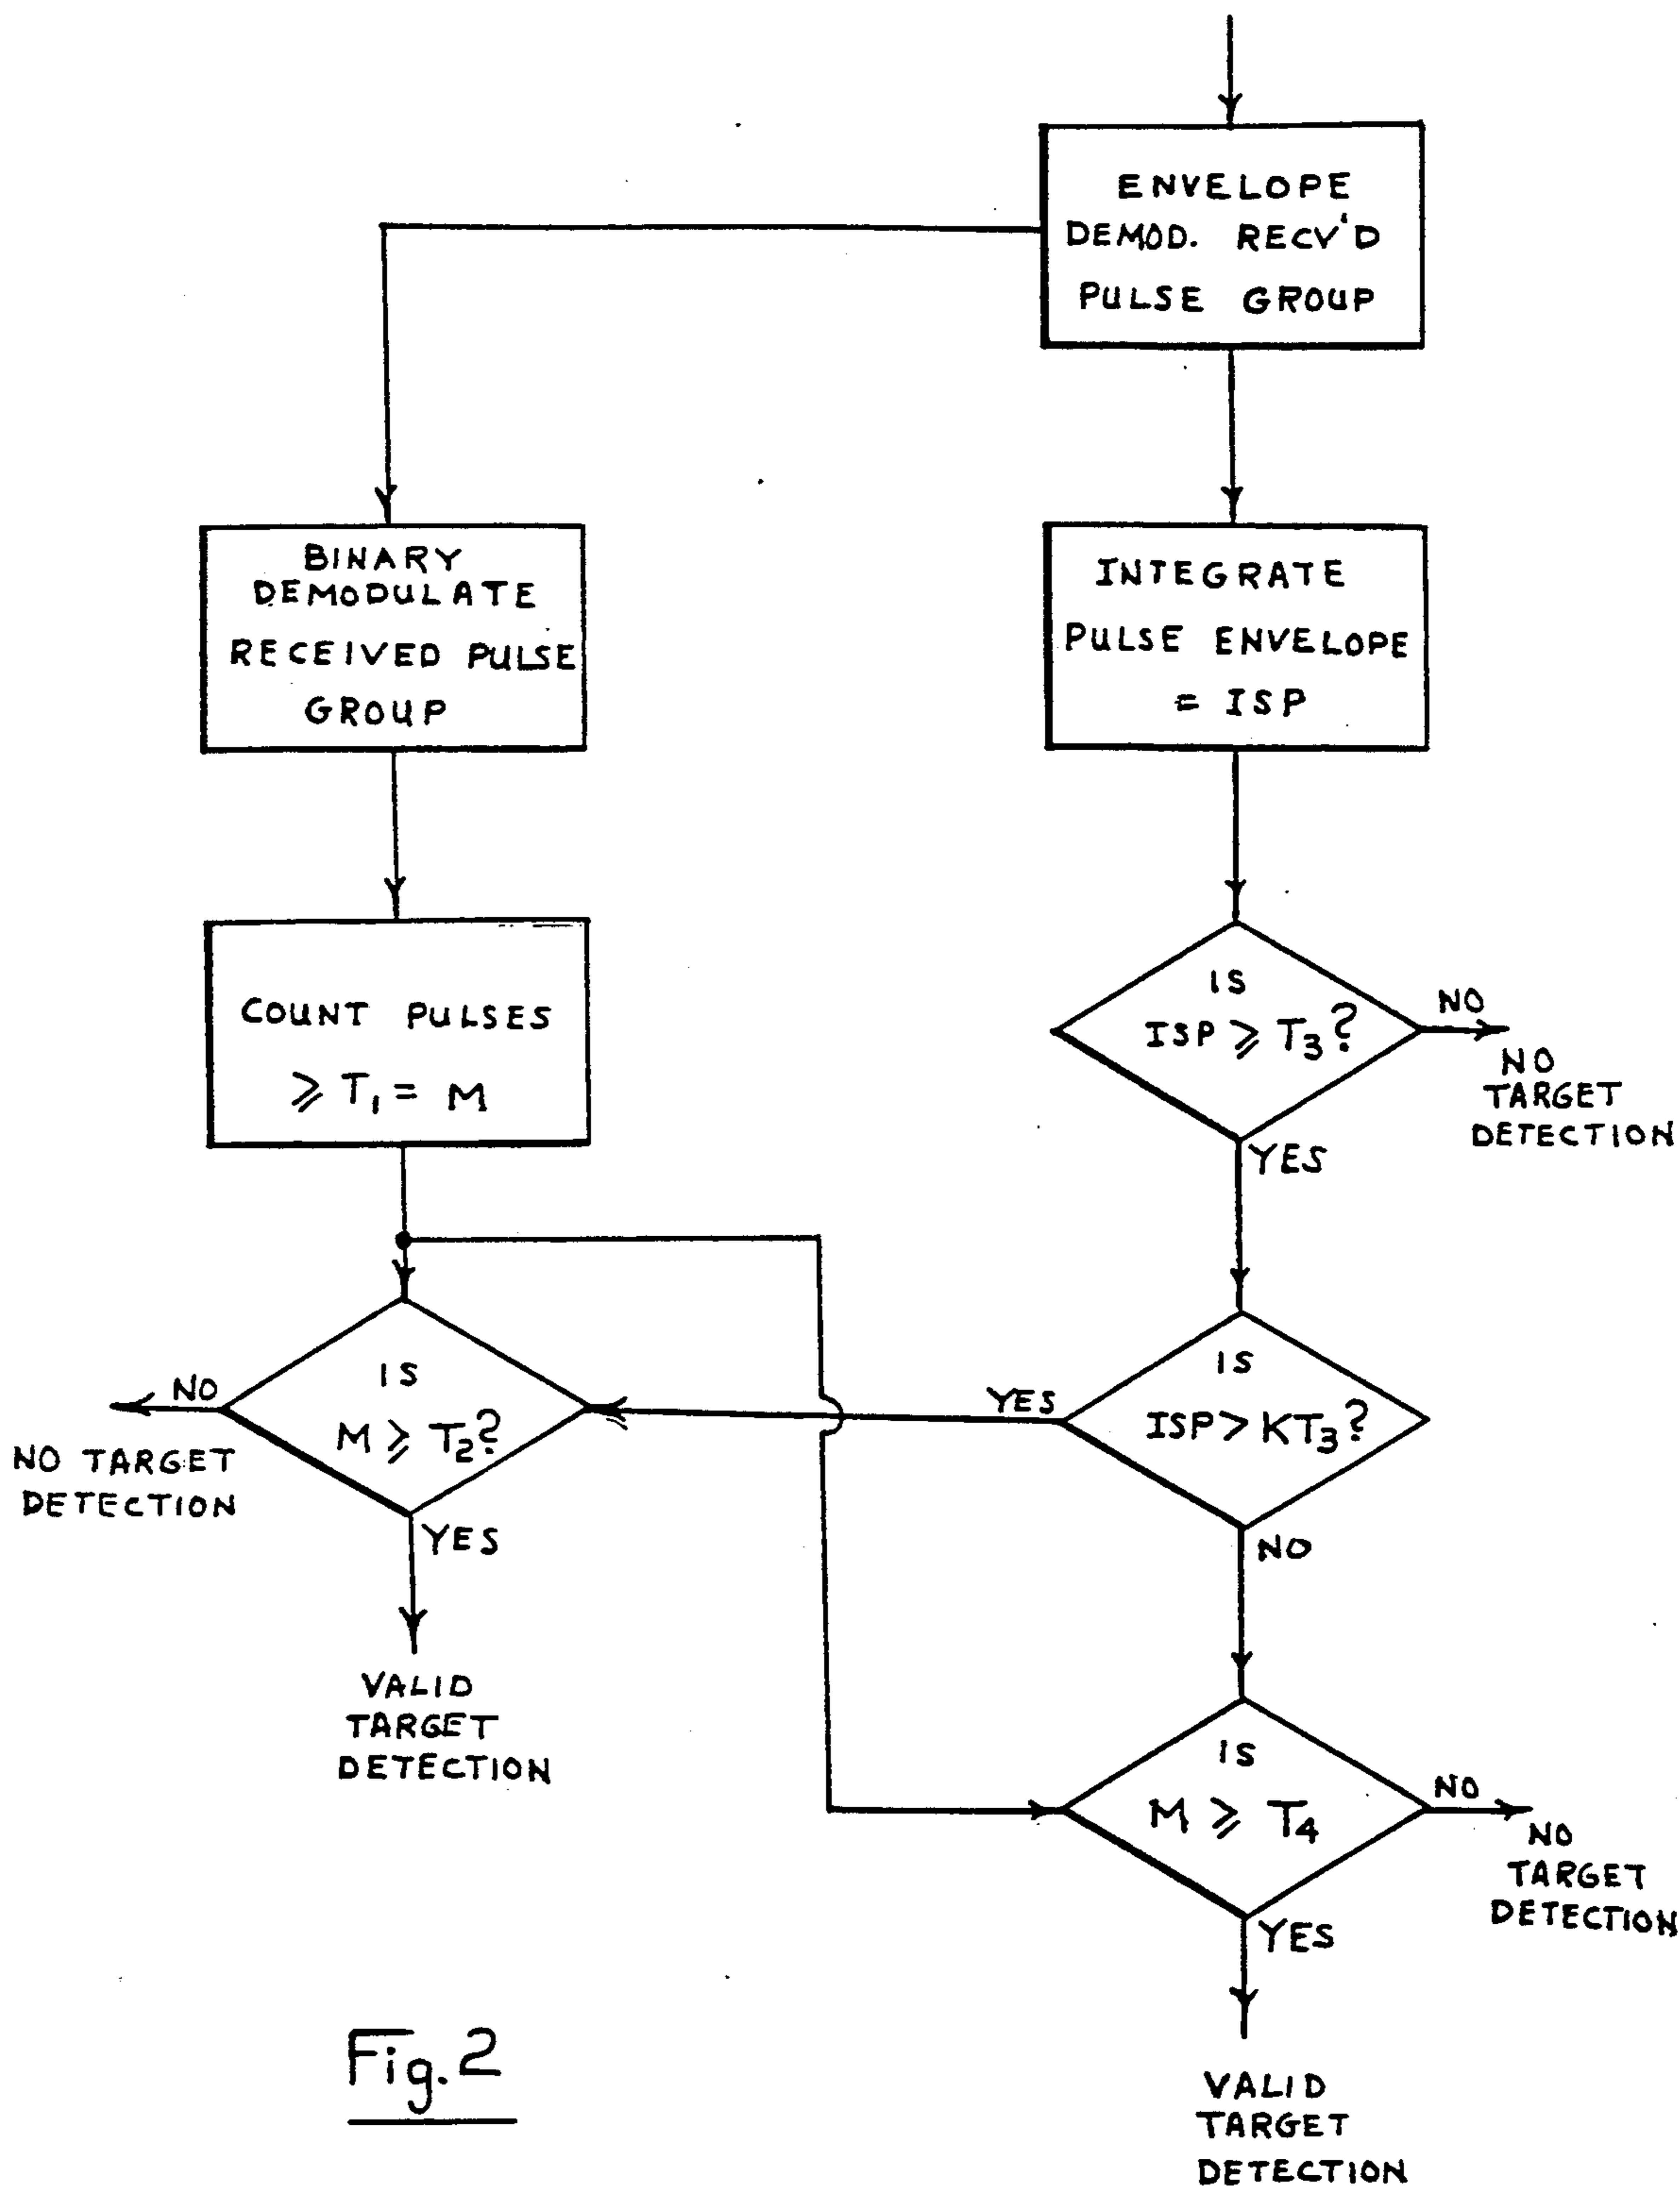 ENVELOPE
DEMOD. RECV'D
PULSE GROUP
BINARY
DEMODULATE
RECEIVED PULSE
GROUP
INTEGRATE
PULSE ENVELOPE
= ISP
COUNT PULSES
⩾ T₁ = M
IS
ISP ⩾ T₃?
NO
NO
TARGET
DETECTION
YES
IS
M ⩾ T₂?
NO
NO TARGET
DETECTION
YES
VALID
TARGET
DETECTION
IS
ISP > KT₃?
YES
NO
IS
M ⩾ T₄
NO
NO
TARGET
DETECTION
YES
VALID
TARGET
DETECTION
Fig. 2